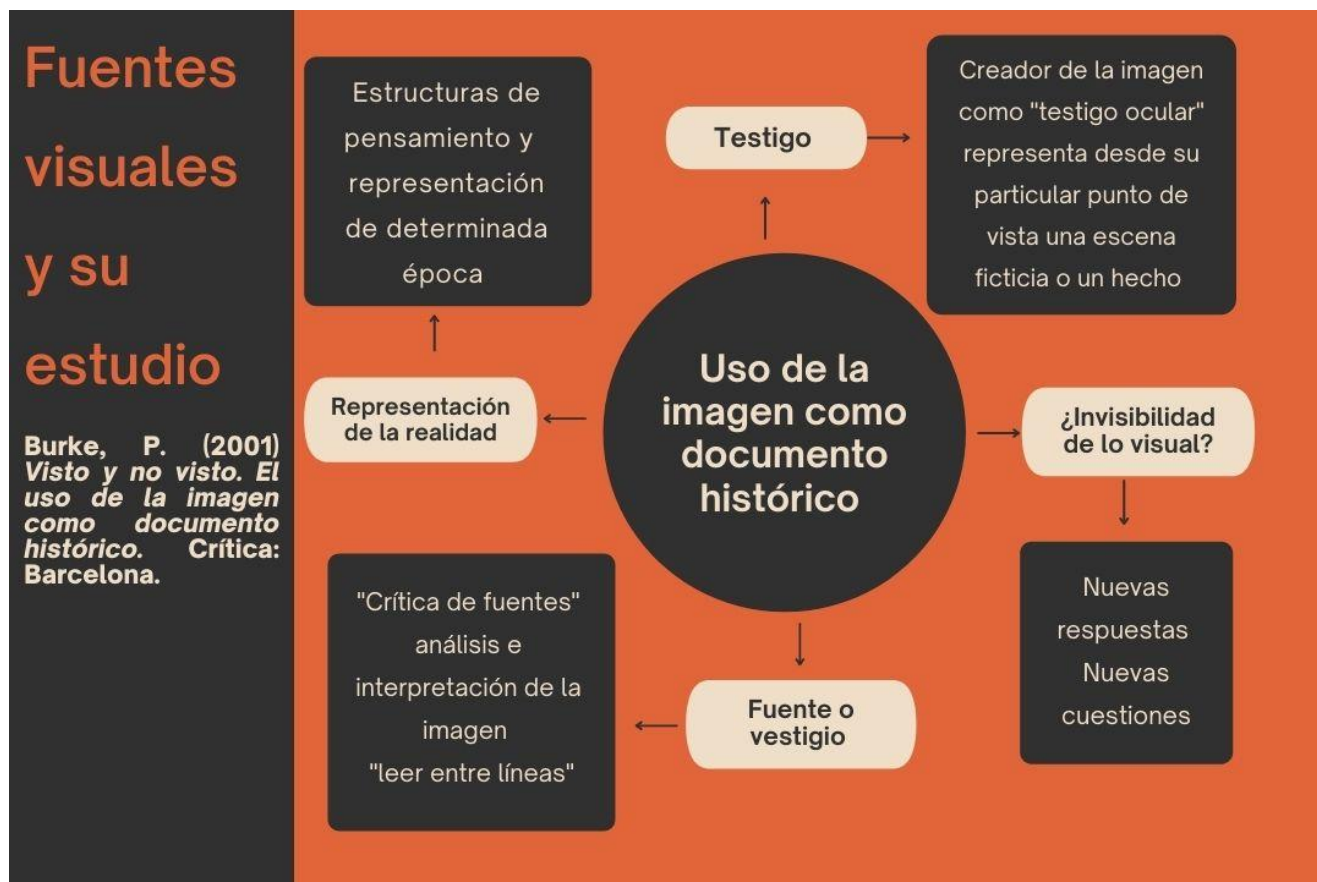 Fuentes
visuales
y su
estudio
Burke, P. (2001)
Visto y no visto. El
uso de la imagen
como documento
histórico. Crítica:
Barcelona.
Estructuras de
pensamiento y
representación
de determinada
época
Representación
de la realidad
Testigo
Creador de la imagen
como "testigo ocular"
representa desde su
particular punto de
vista una escena
ficticia o un hecho
Uso de la
imagen como
documento
histórico
¿Invisibilidad
de lo visual?
Nuevas
respuestas
Nuevas
cuestiones
Fuente o
vestigio
"Crítica de fuentes"
análisis e
interpretación de la
imagen
"leer entre líneas"